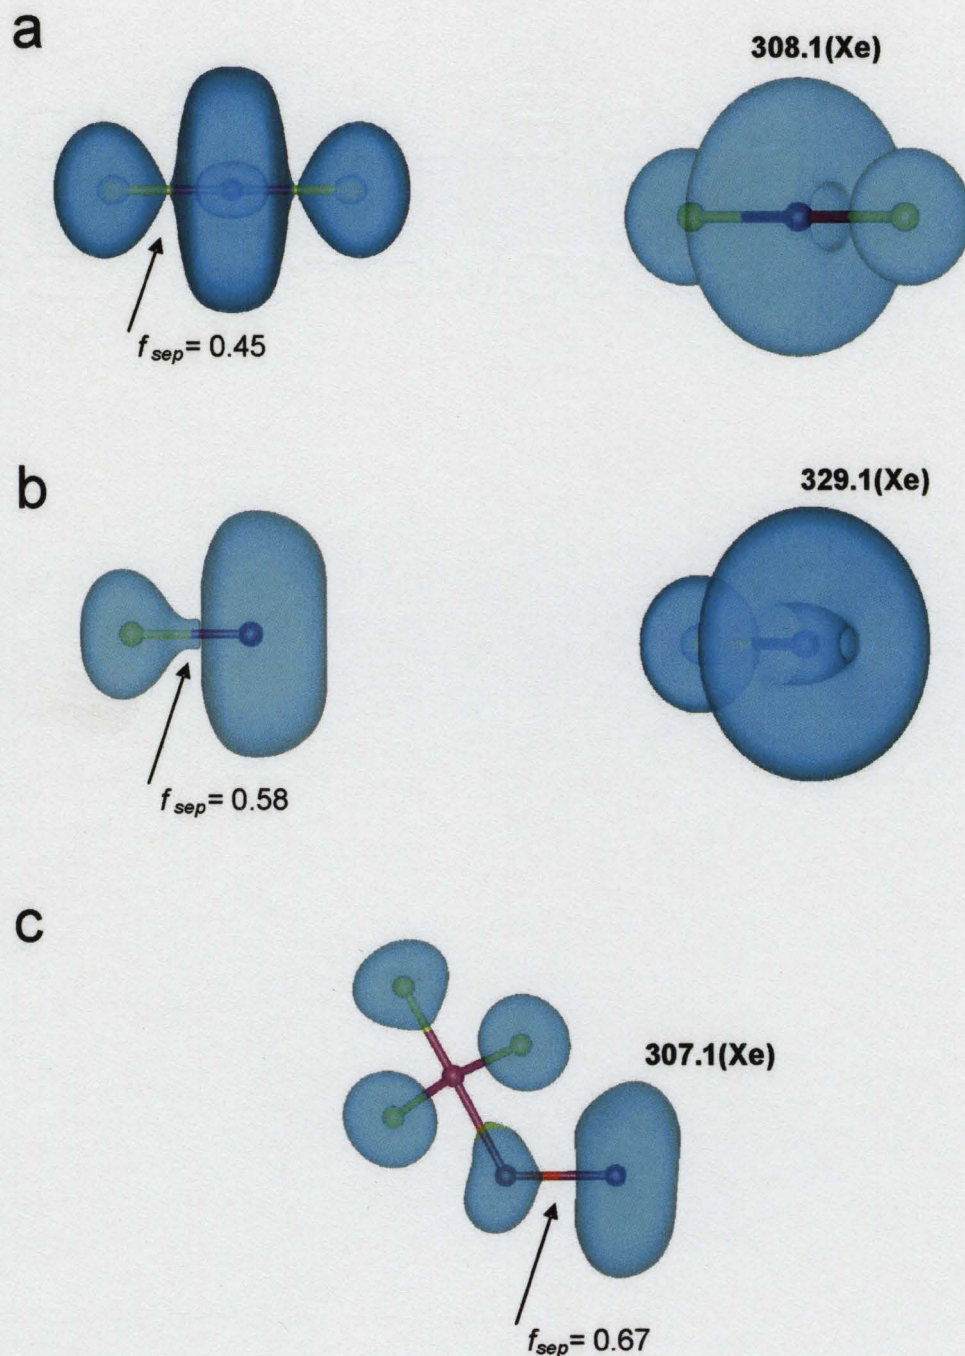 a
308.1(Xe)
f sep= 0.45
b
329.1(Xe)
f sep= 0.58
c
307.1(Xe)
f sep= 0.67